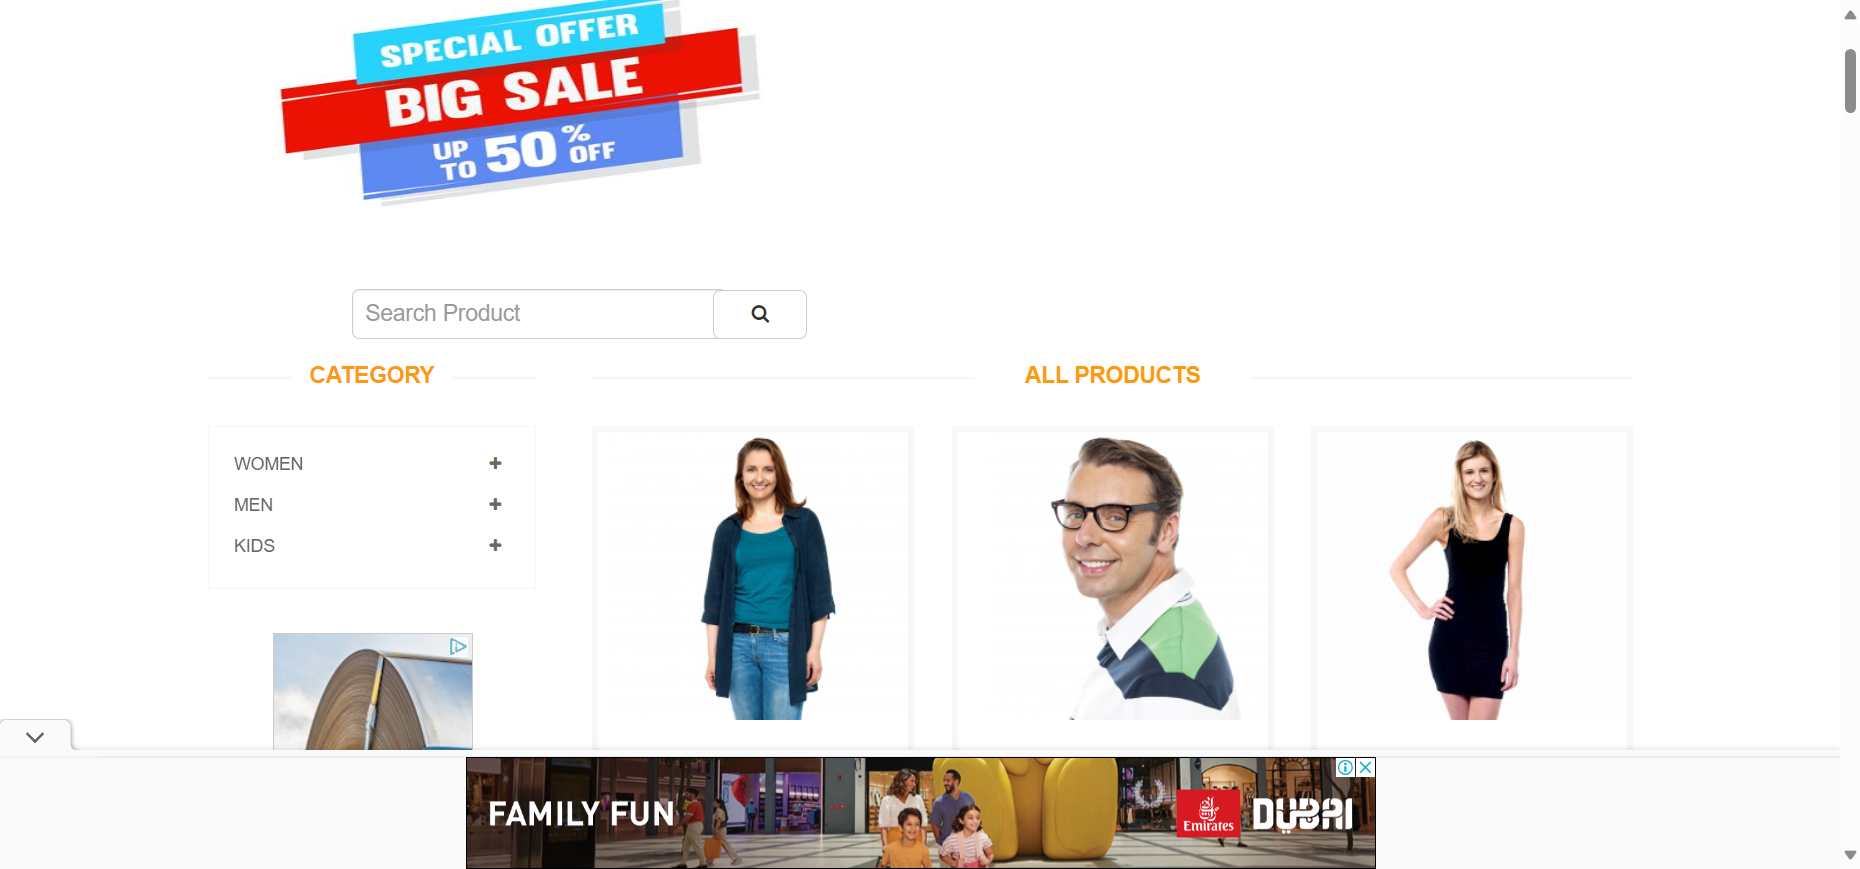 SPECIAL OFFER
BIG SALE
UP TO 50% OFF
Search Product
CATEGORY
ALL PRODUCTS
WOMEN
MEN
KIDS
FAMILY FUN
Emirates
DUBAI